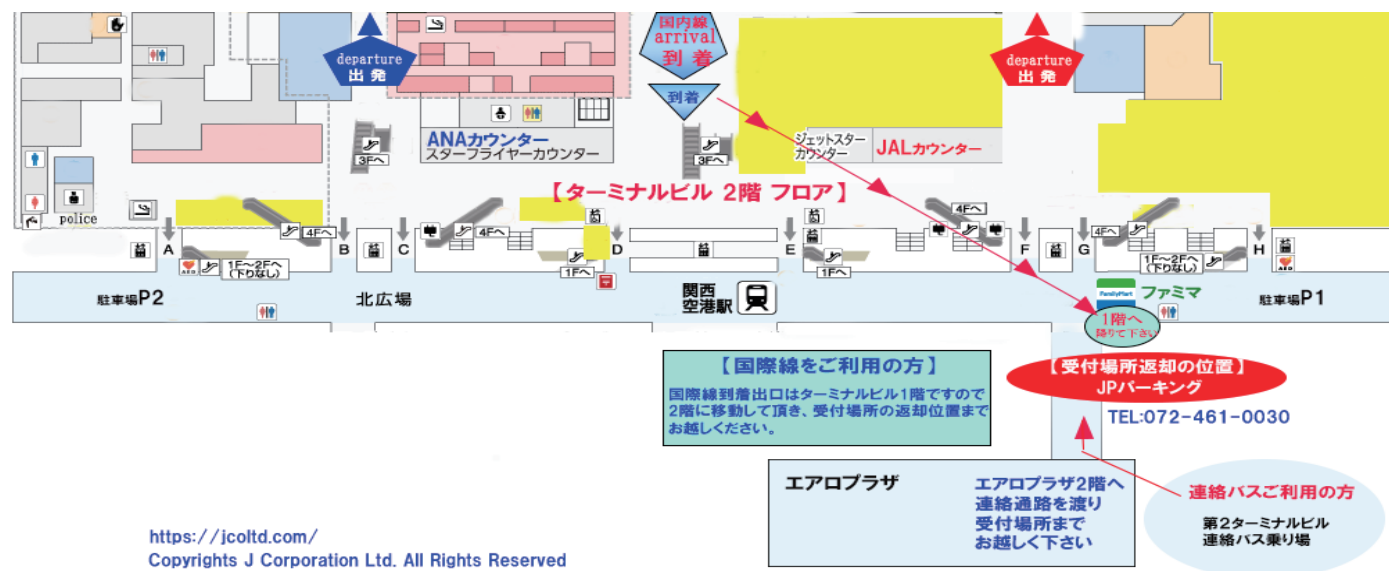 departure
出発
国内線
arrival
到着
到着
departure
出発
ANAカウンター
スターフライヤーカウンター
3Fへ
3Fへ
ジェットスター
カウンター
JALカウンター
【ターミナルビル 2階 フロア】
police
4Fへ
4Fへ
4Fへ
4Fへ
A
B
C
D
E
F
G
H
AED
1F〜2Fへ
(下りなし)
1Fへ
1Fへ
1F〜2Fへ
(下りなし)
AED
駐車場P2
北広場
関西
空港駅
FamilyMart
ファミマ
駐車場P1
1階へ
降りて下さい
【国際線をご利用の方】
国際線到着出口はターミナルビル1階ですので
2階に移動して頂き、受付場所の返却位置まで
お越しください。
【受付場所返却の位置】
JPパーキング
TEL:072-461-0030
エアロプラザ
エアロプラザ2階へ
連絡通路を渡り
受付場所まで
お越しく下さい
連絡バスご利用の方
第2ターミナルビル
連絡バス乗り場
https://jcoltd.com/
Copyrights J Corporation Ltd. All Rights Reserved